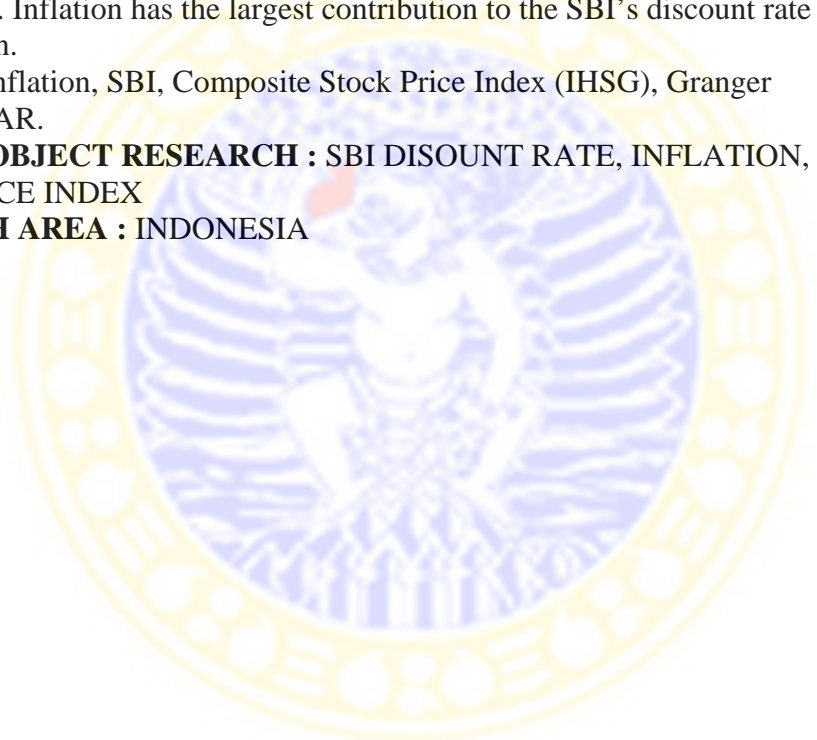 . Inflation has the largest contribution to the SBI’s discount rate
n.
nflation, SBI, Composite Stock Price Index (IHSG), Granger
AR.
OBJECT RESEARCH : SBI DISOUNT RATE, INFLATION,
CE INDEX
H AREA : INDONESIA